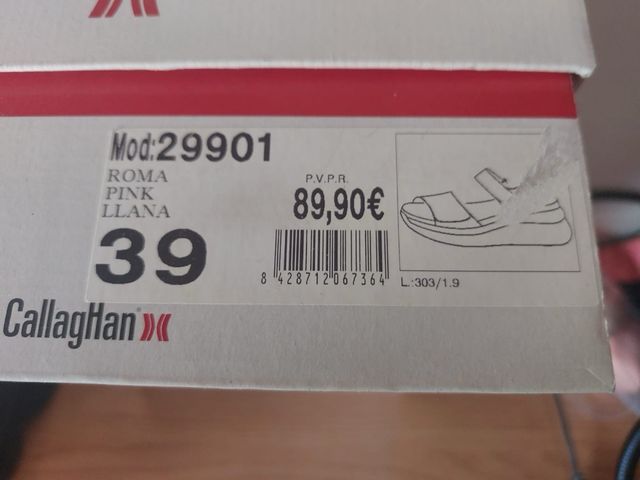 Mod:29901
ROMA
PINK
LLANA
39
P.V.P.R.
89,90€
8 428712 067364
L.:303/1.9
CallagHan